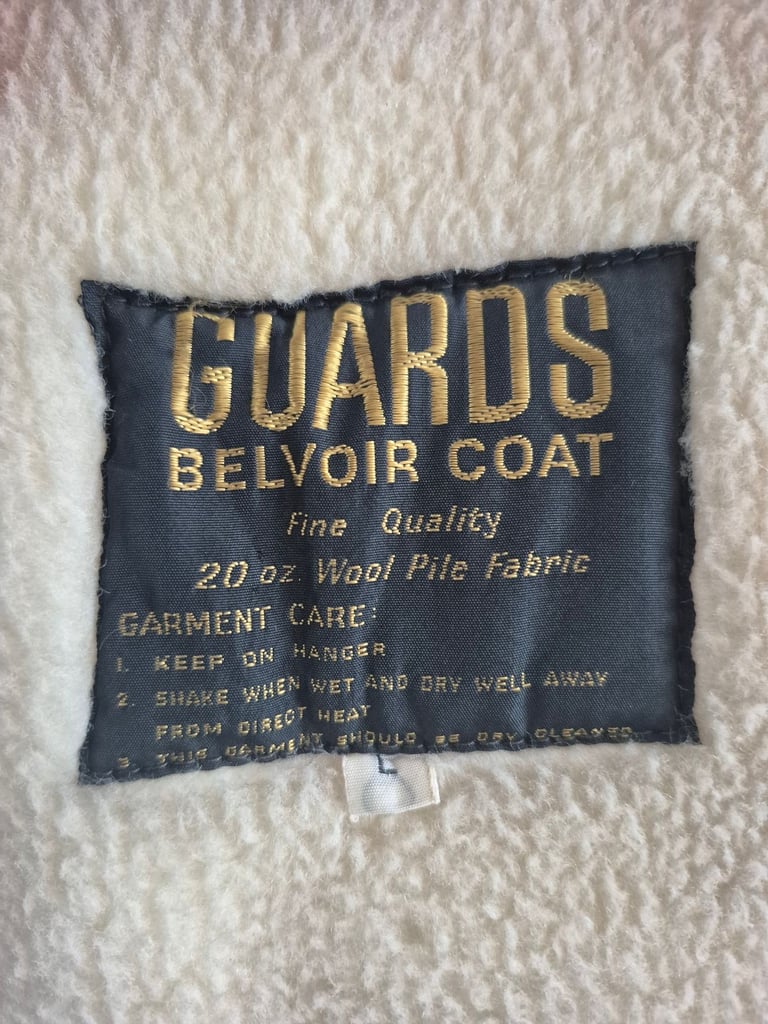 GUARDS
BELVOIR COAT
Fine Quality
20 oz. Wool Pile Fabric
GARMENT CARE:
1. KEEP ON HANGER
2. SHAKE WHEN WET AND DRY WELL AWAY
FROM DIRECT HEAT
3. THIS GARMENT SHOULD BE DRY CLEANED
L